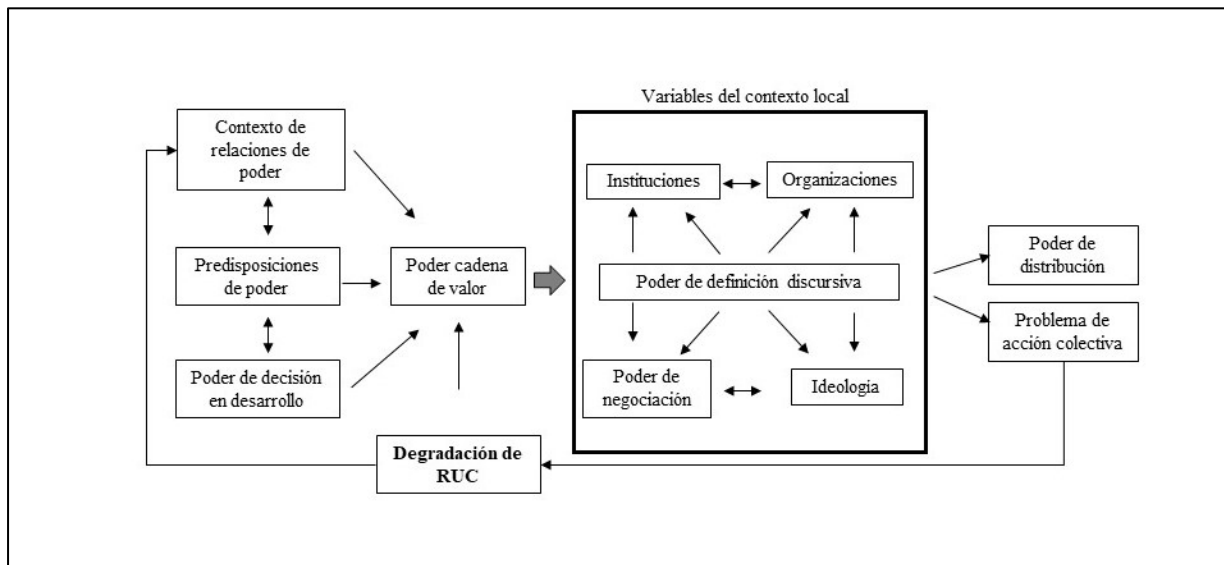 Variables del contexto local
Contexto de
relaciones de
poder
Instituciones
Organizaciones
Predisposiciones
de poder
Poder cadena
de valor
Poder de definición discursiva
Poder de
distribución
Problema de
acción colectiva
Poder de decisión
en desarrollo
Poder de
negociación
Ideologia
Degradación de
RUC